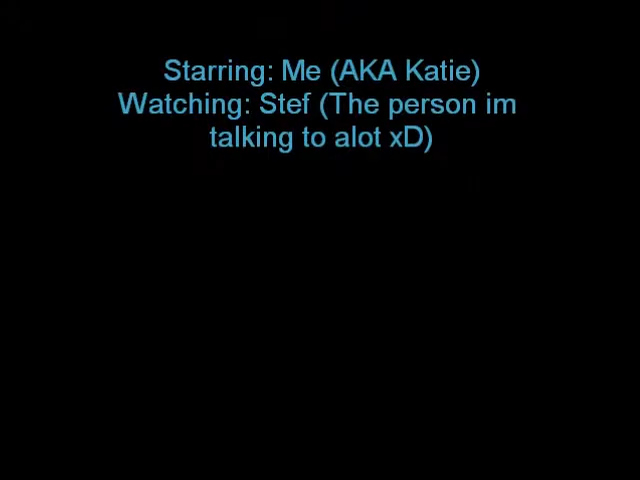 Starring: Me (AKA Katie)
Watching: Stef (The person im
talking to alot xD)